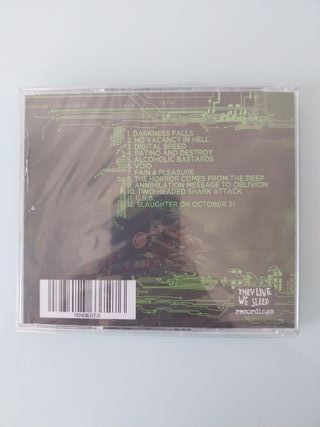 1. DARKNESS FALLS
2. NO VACANCY IN HELL
3. DIGITAL BREED
4. PATINO AND DESTROY
5. ALCOHOLIC BASTARDS
6. VOID
7. PAIN & PLEASURE
8. THE HORROR COMES FROM THE DEEP
9. ANNIHILATION MESSAGE TO OBLIVION
10. TWO-HEADED SHARK ATTACK
11. G.R.B.
12. SLAUGHTER ON OCTOBER 31
THEY LIVE
WE SLEEP
recordings